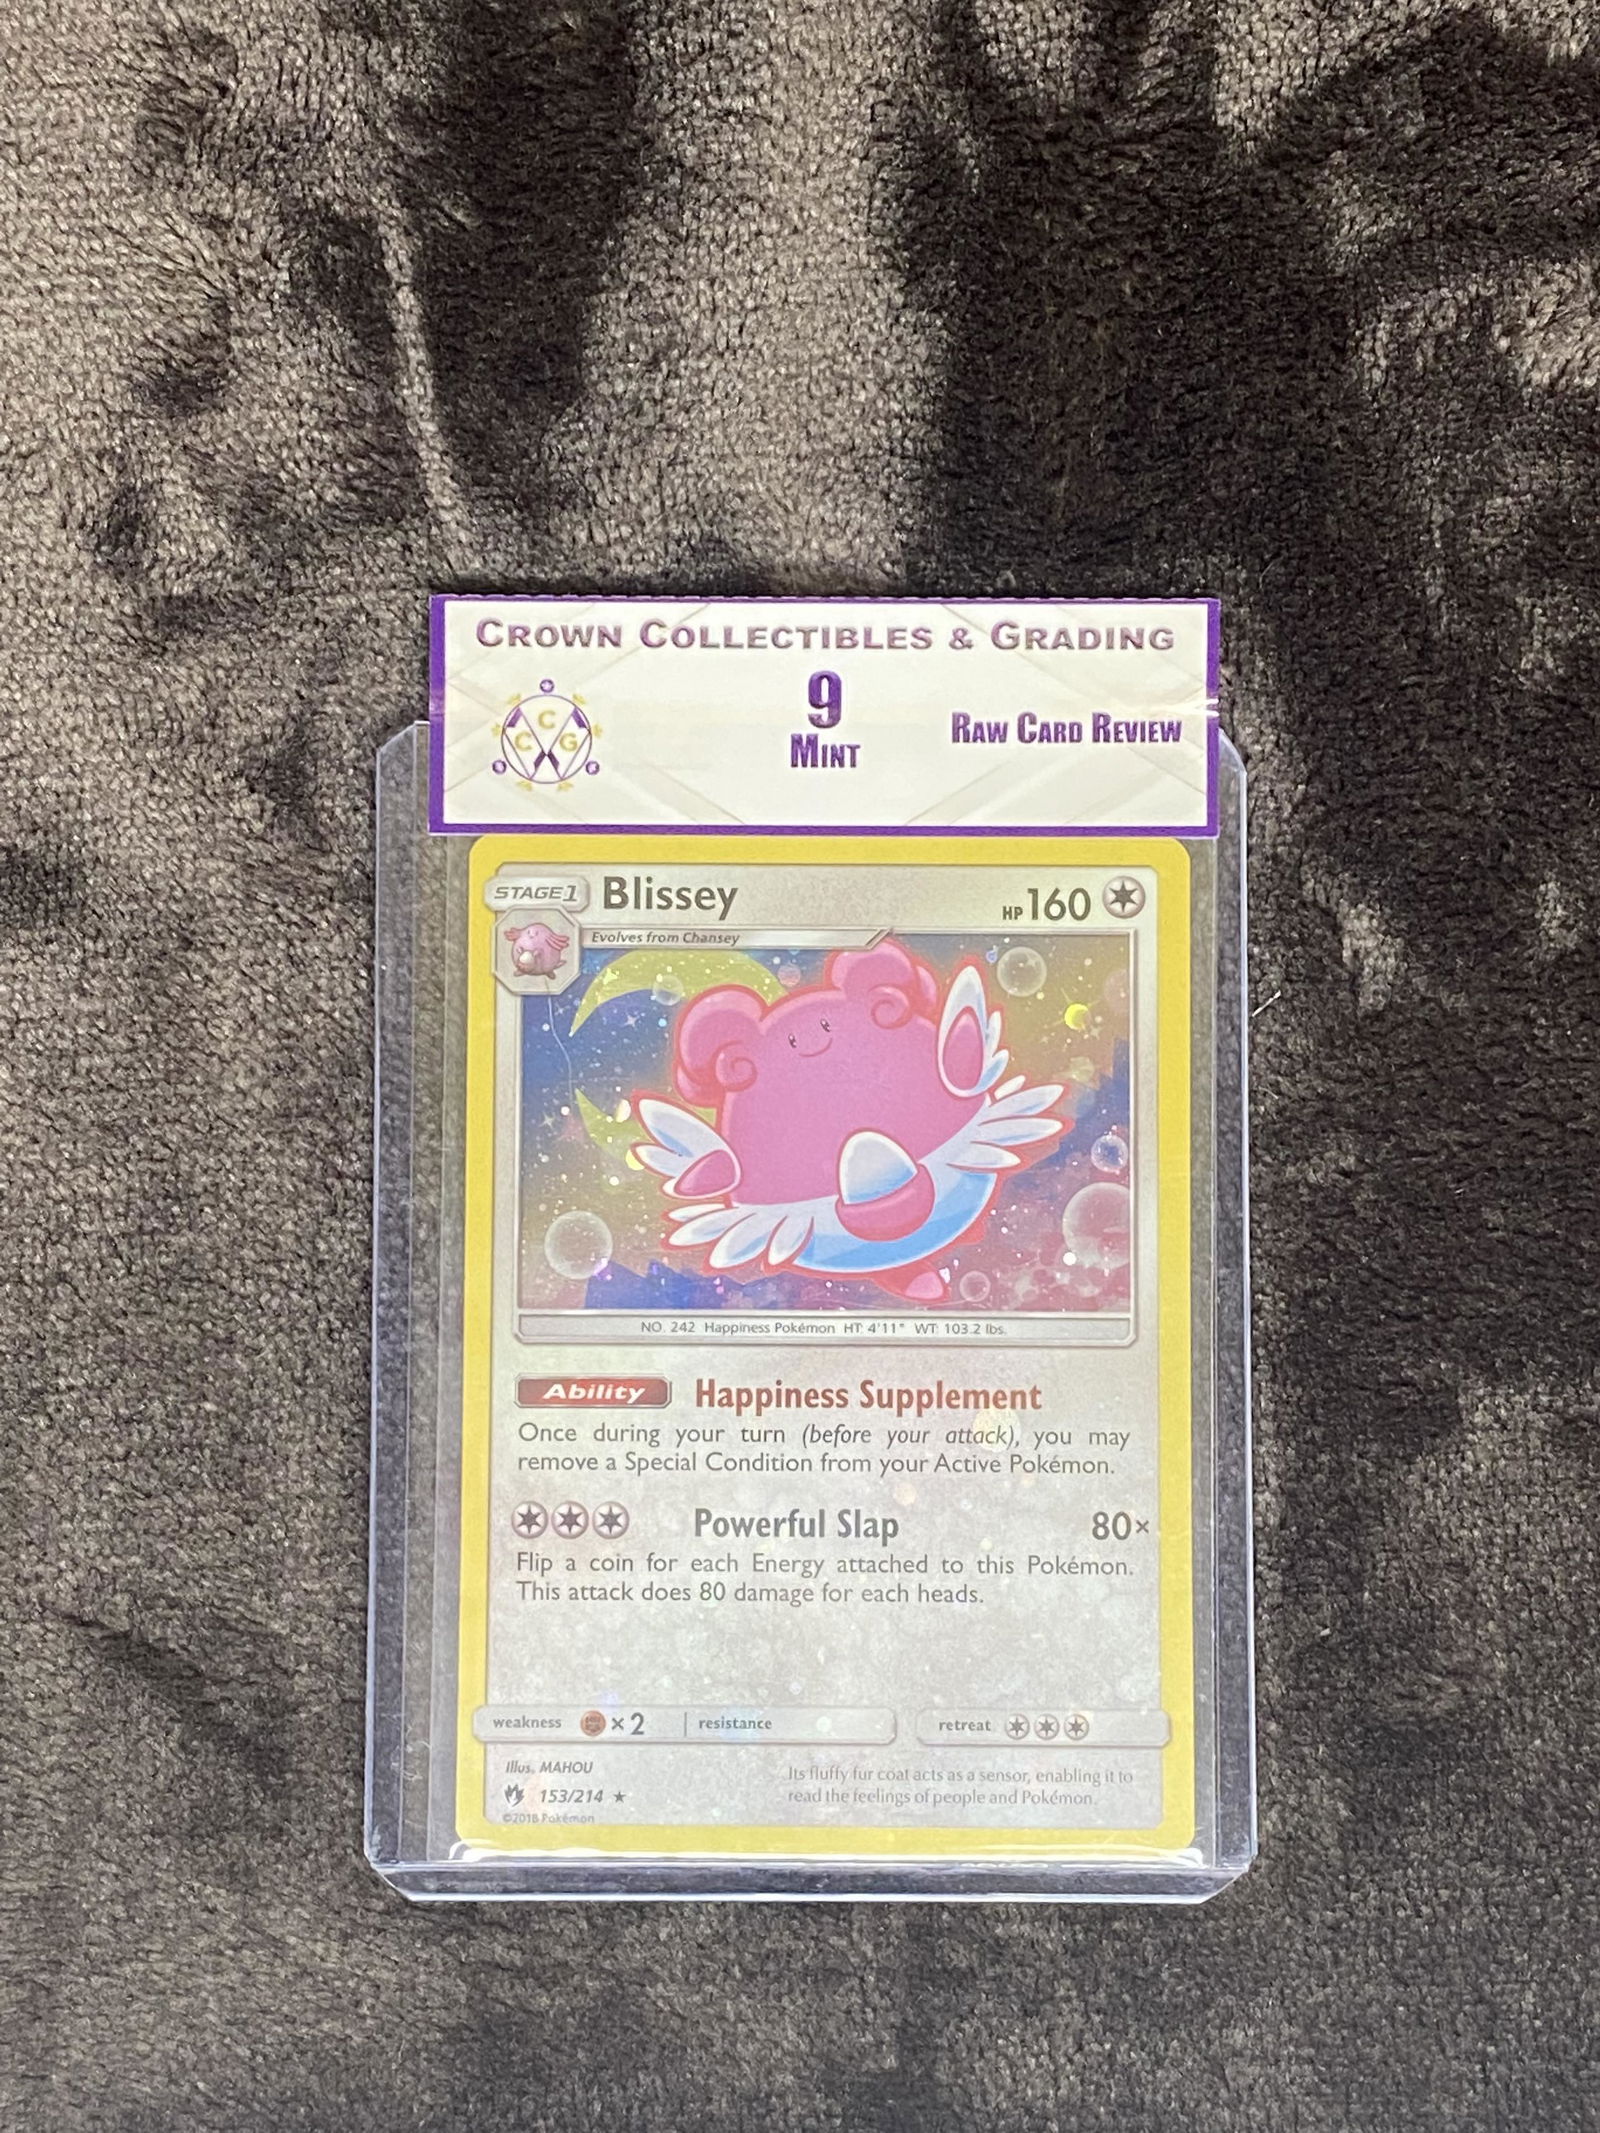 CROWN COLLECTIBLES & GRADING
9
MINT
RAW CARD REVIEW
C
C G
STAGE 1 Blissey HP 160
Evolves from Chansey
NO. 242 Happiness Pokémon HT: 4'11" WT: 103.2 lbs.
Ability Happiness Supplement
Once during your turn (before your attack), you may
remove a Special Condition from your Active Pokémon.
Powerful Slap 80×
Flip a coin for each Energy attached to this Pokémon.
This attack does 80 damage for each heads.
weakness ×2 resistance retreat
Illus. MAHOU
153/214 ★
©2018 Pokémon
Its fluffy fur coat acts as a sensor, enabling it to
read the feelings of people and Pokémon.